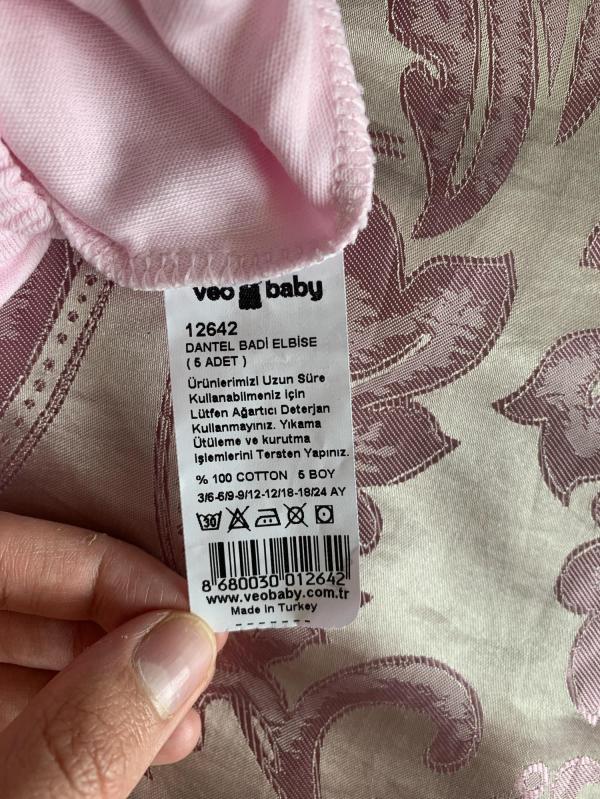 veo baby
12642
DANTEL BADİ ELBİSE
( 5 ADET )
Ürünlerimizi Uzun Süre
Kullanabilmeniz için
Lütfen Ağartıcı Deterjan
Kullanmayınız. Yıkama
Ütüleme ve kurutma
işlemlerini Tersten Yapınız.
% 100 COTTON 5 BOY
3/6-6/9-9/12-12/18-18/24 AY
30
8 680030 012642
www.veobaby.com.tr
Made in Turkey